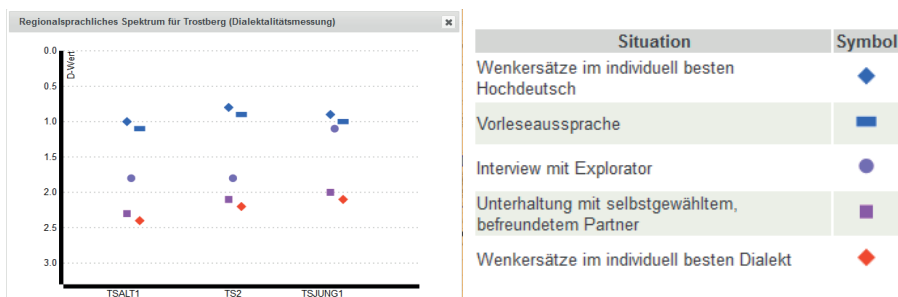 Regionalsprachliches Spektrum für Trostberg (Dialektalitätsmessung)
D-Wert
0.0
0.5
1.0
1.5
2.0
2.5
3.0
TSALT1 TS2 TSJUNG1
Situation Symbol
Wenkersätze im individuell besten
Hochdeutsch
Vorleseaussprache
Interview mit Explorator
Unterhaltung mit selbstgewähltem,
befreundetem Partner
Wenkersätze im individuell besten Dialekt